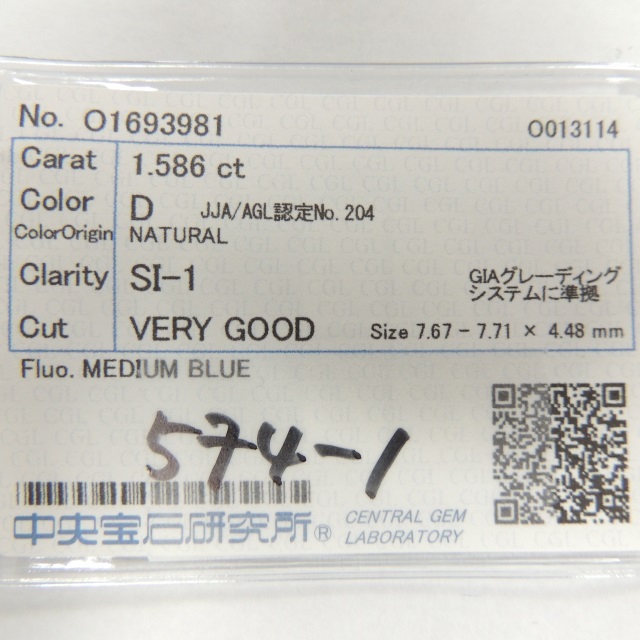 No. O1693981 O013114
Carat 1.586 ct
Color D JJA/AGL認定No.204
ColorOrigin NATURAL
Clarity SI-1 GIAグレーディング
システムに準拠
Cut VERY GOOD Size 7.67 - 7.71 × 4.48 mm
Fluo. MEDIUM BLUE
574-1
中央宝石研究所® CENTRAL GEM
LABORATORY